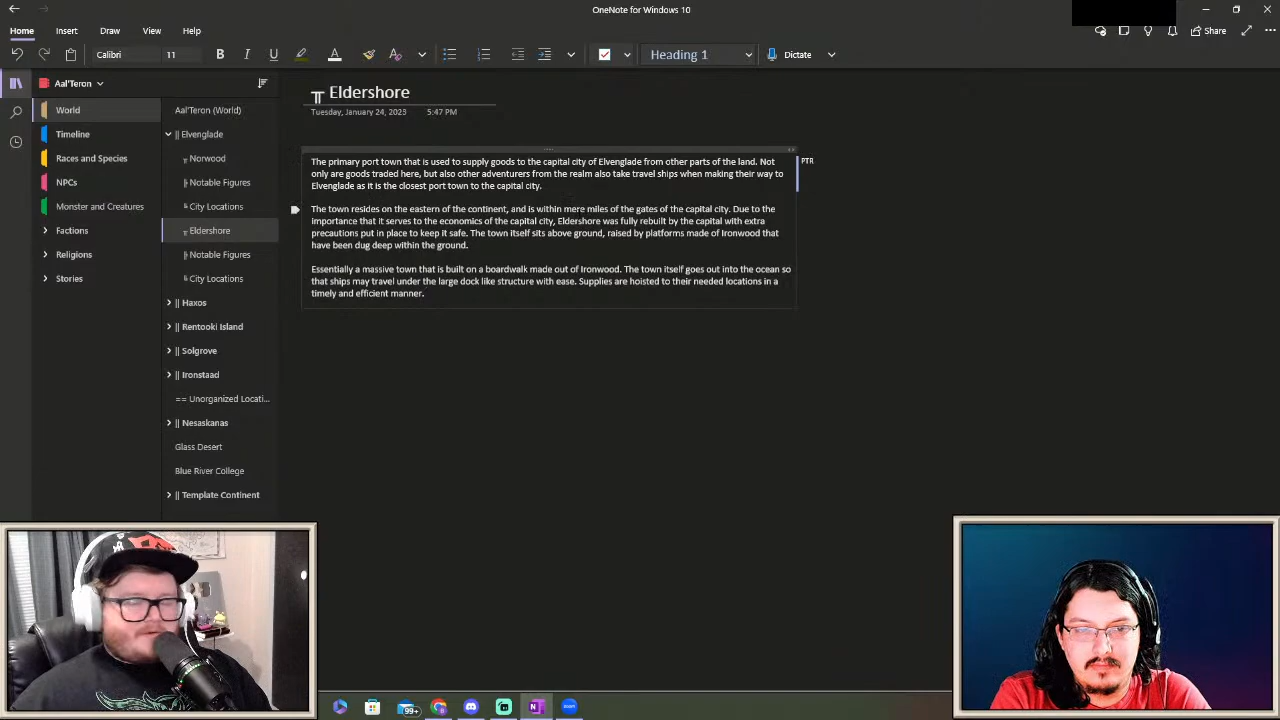 OneNote for Windows 10
Home
Insert
Draw
View
Help
Share
Calibri
11
B
I
U
A
Heading 1
Dictate
Aal'Teron
World
Timeline
Races and Species
NPCs
Monster and Creatures
Factions
Religions
Stories
Aal'Teron (World)
|| Elvenglade
╥ Norwood
╠ Notable Figures
╚ City Locations
╥ Eldershore
╠ Notable Figures
╚ City Locations
|| Haxos
|| Rentooki Island
|| Solgrove
|| Ironstaad
== Unorganized Locati...
|| Nesaskanas
Glass Desert
Blue River College
|| Template Continent
╥ Eldershore
Tuesday, January 24, 2023 5:47 PM
The primary port town that is used to supply goods to the capital city of Elvenglade from other parts of the land. Not
only are goods traded here, but also other adventurers from the realm also take travel ships when making their way to
Elvenglade as it is the closest port town to the capital city.
The town resides on the eastern of the continent, and is within mere miles of the gates of the capital city. Due to the
importance that it serves to the economics of the capital city, Eldershore was fully rebuilt by the capital with extra
precautions put in place to keep it safe. The town itself sits above ground, raised by platforms made of Ironwood that
have been dug deep within the ground.
Essentially a massive town that is built on a boardwalk made out of Ironwood. The town itself goes out into the ocean so
that ships may travel under the large dock like structure with ease. Supplies are hoisted to their needed locations in a
timely and efficient manner.
PTR
99+